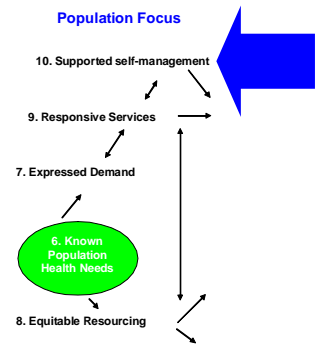 Population Focus
10. Supported self-management
9. Responsive Services
7. Expressed Demand
6. Known
Population
Health Needs
8. Equitable Resourcing